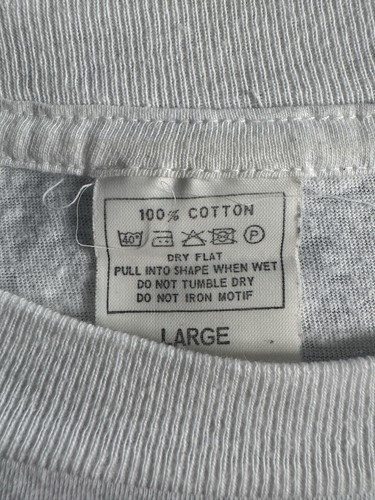 100% COTTON
40° P
DRY FLAT
PULL INTO SHAPE WHEN WET
DO NOT TUMBLE DRY
DO NOT IRON MOTIF
LARGE